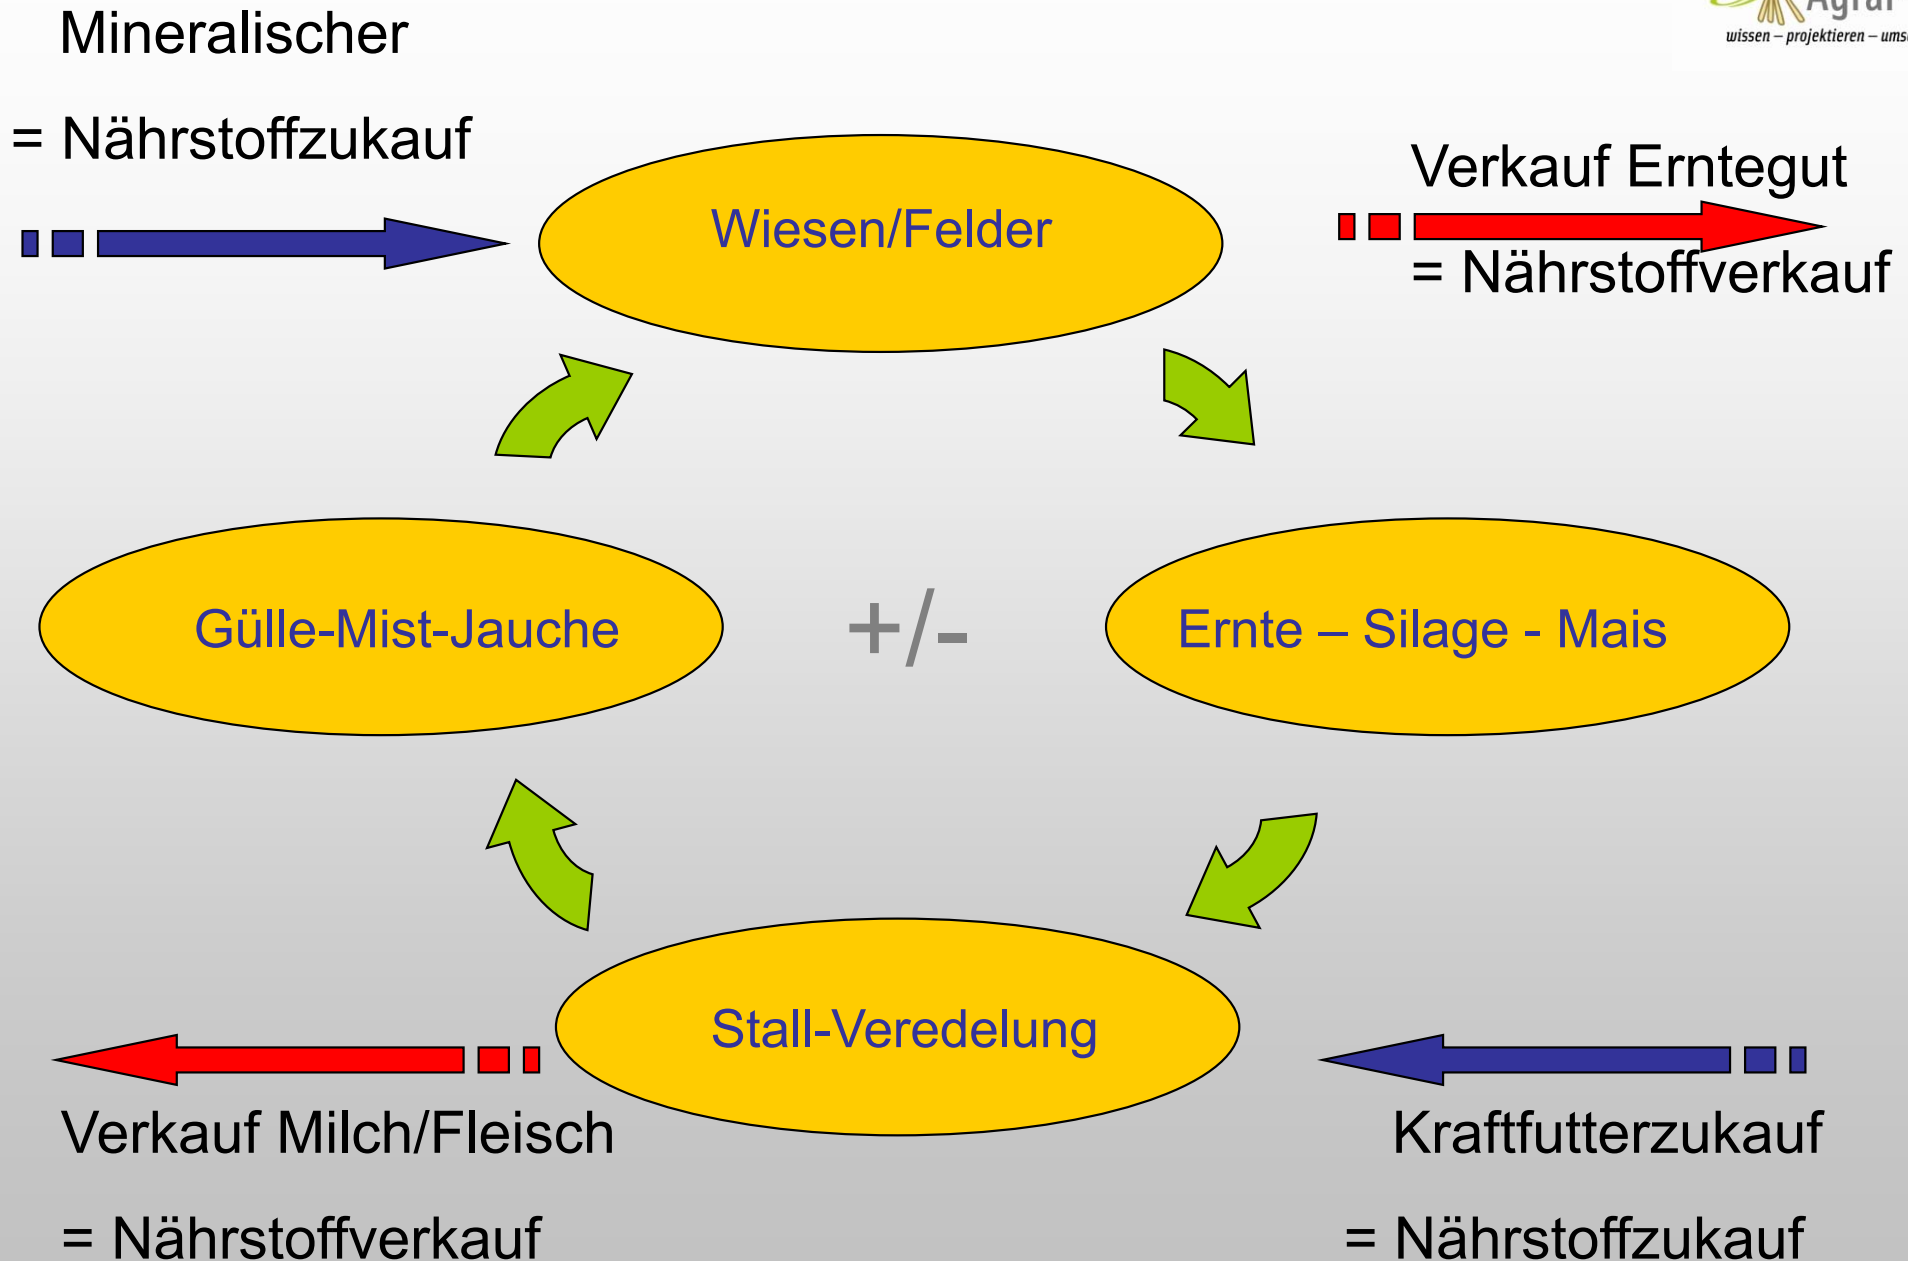 Agrar
wissen – projektieren –
Mineralischer
= Nährstoffzukauf
Verkauf Erntegut
= Nährstoffverkauf
Wiesen/Felder
Gülle-Mist-Jauche
+/-
Ernte – Silage - Mais
Stall-Veredelung
Verkauf Milch/Fleisch
= Nährstoffverkauf
Kraftfutterzukauf
= Nährstoffzukauf